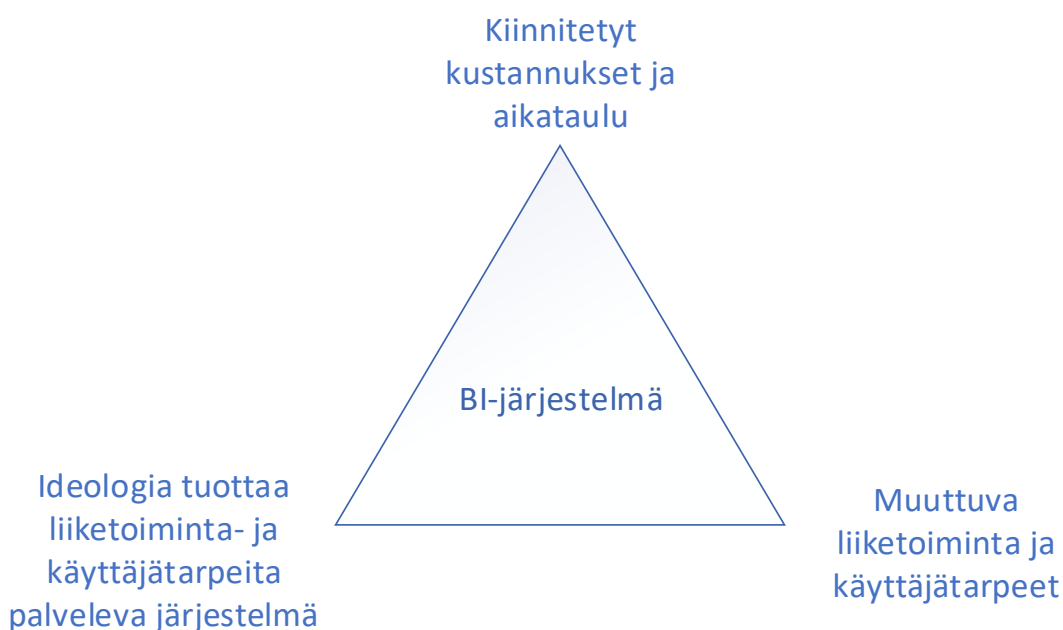 Kiinnitetyt
kustannukset ja
aikataulu
BI-järjestelmä
Ideologia tuottaa
liiketoiminta- ja
käyttäjätarpeita
palveleva järjestelmä
Muuttuva
liiketoiminta ja
käyttäjätarpeet